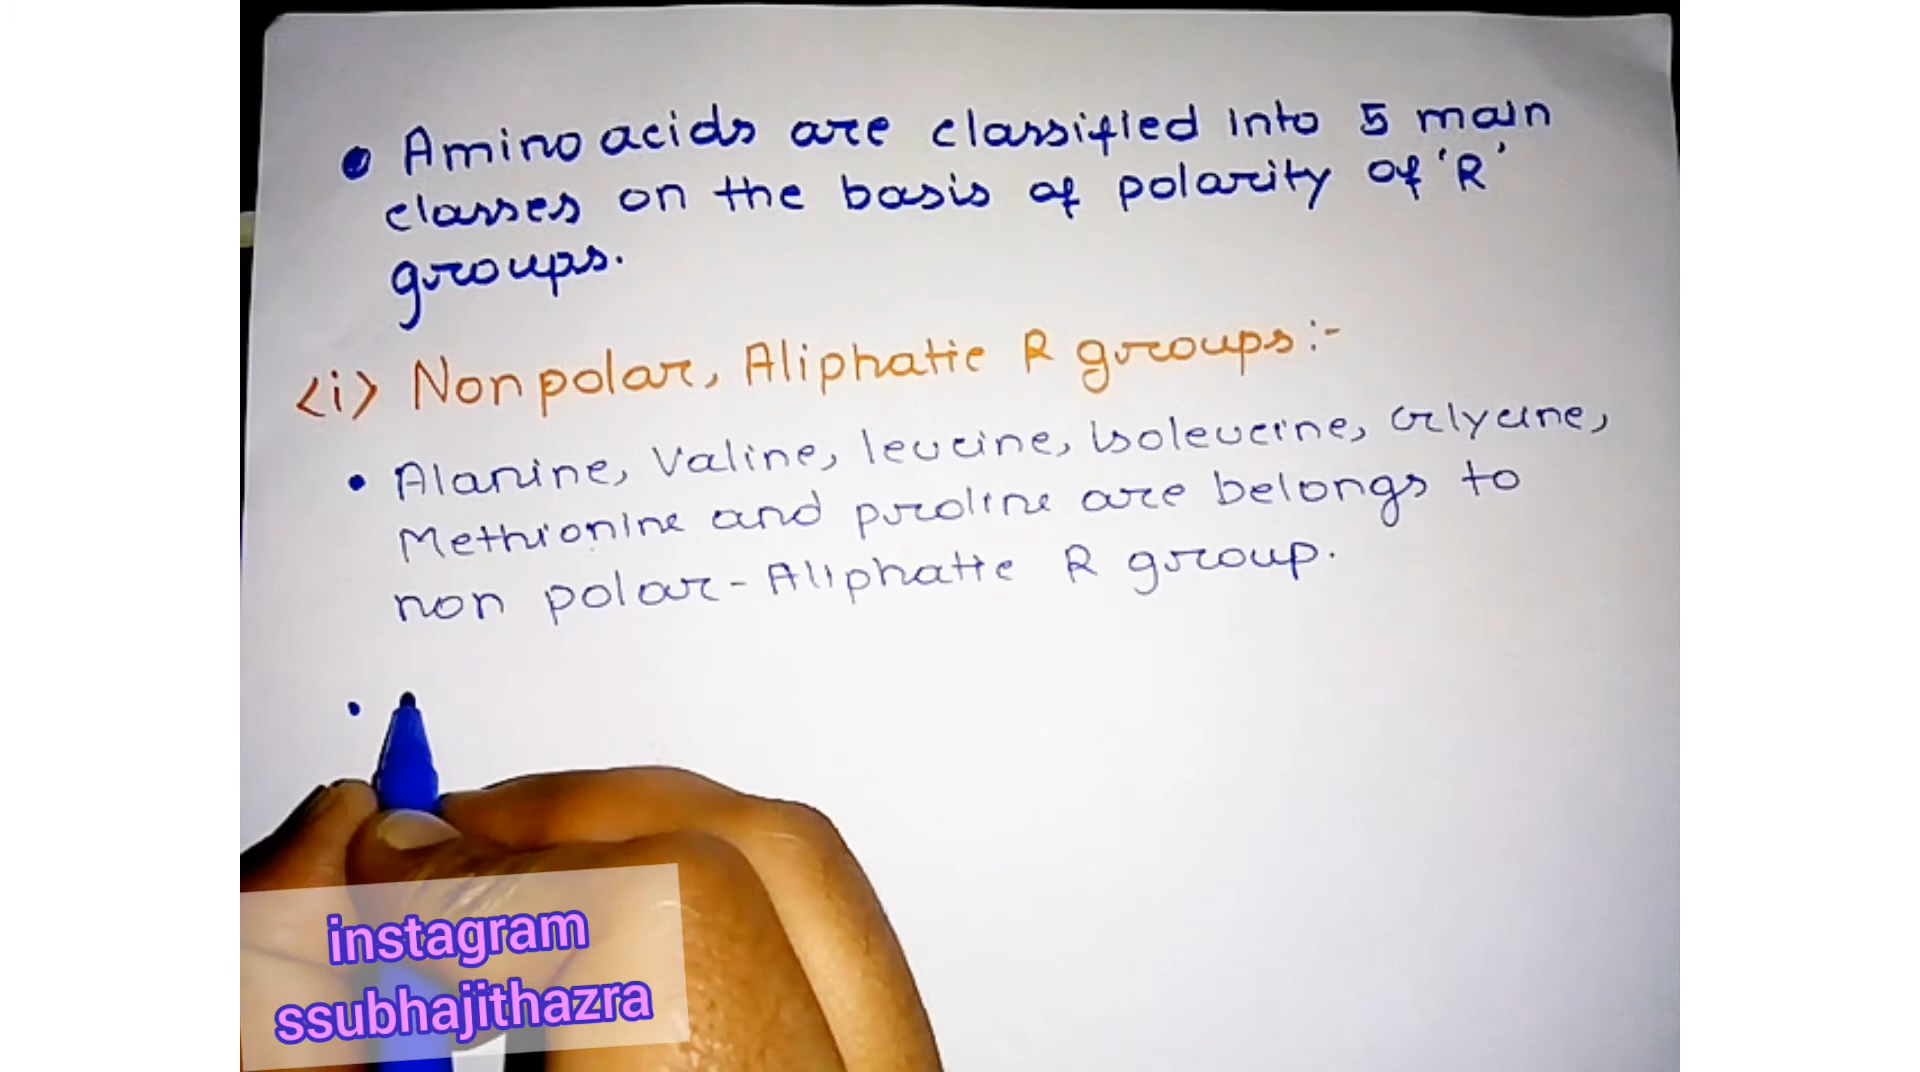 Amino acids are classified into 5 main
classes on the basis of polarity of 'R'
groups.
<i> Nonpolar, Aliphatic R groups:-
Alanine, Valine, leucine, isoleucine, Glycine,
Methionine and proline are belongs to
non polar-Aliphatic R group.
instagram
ssubhajithazra